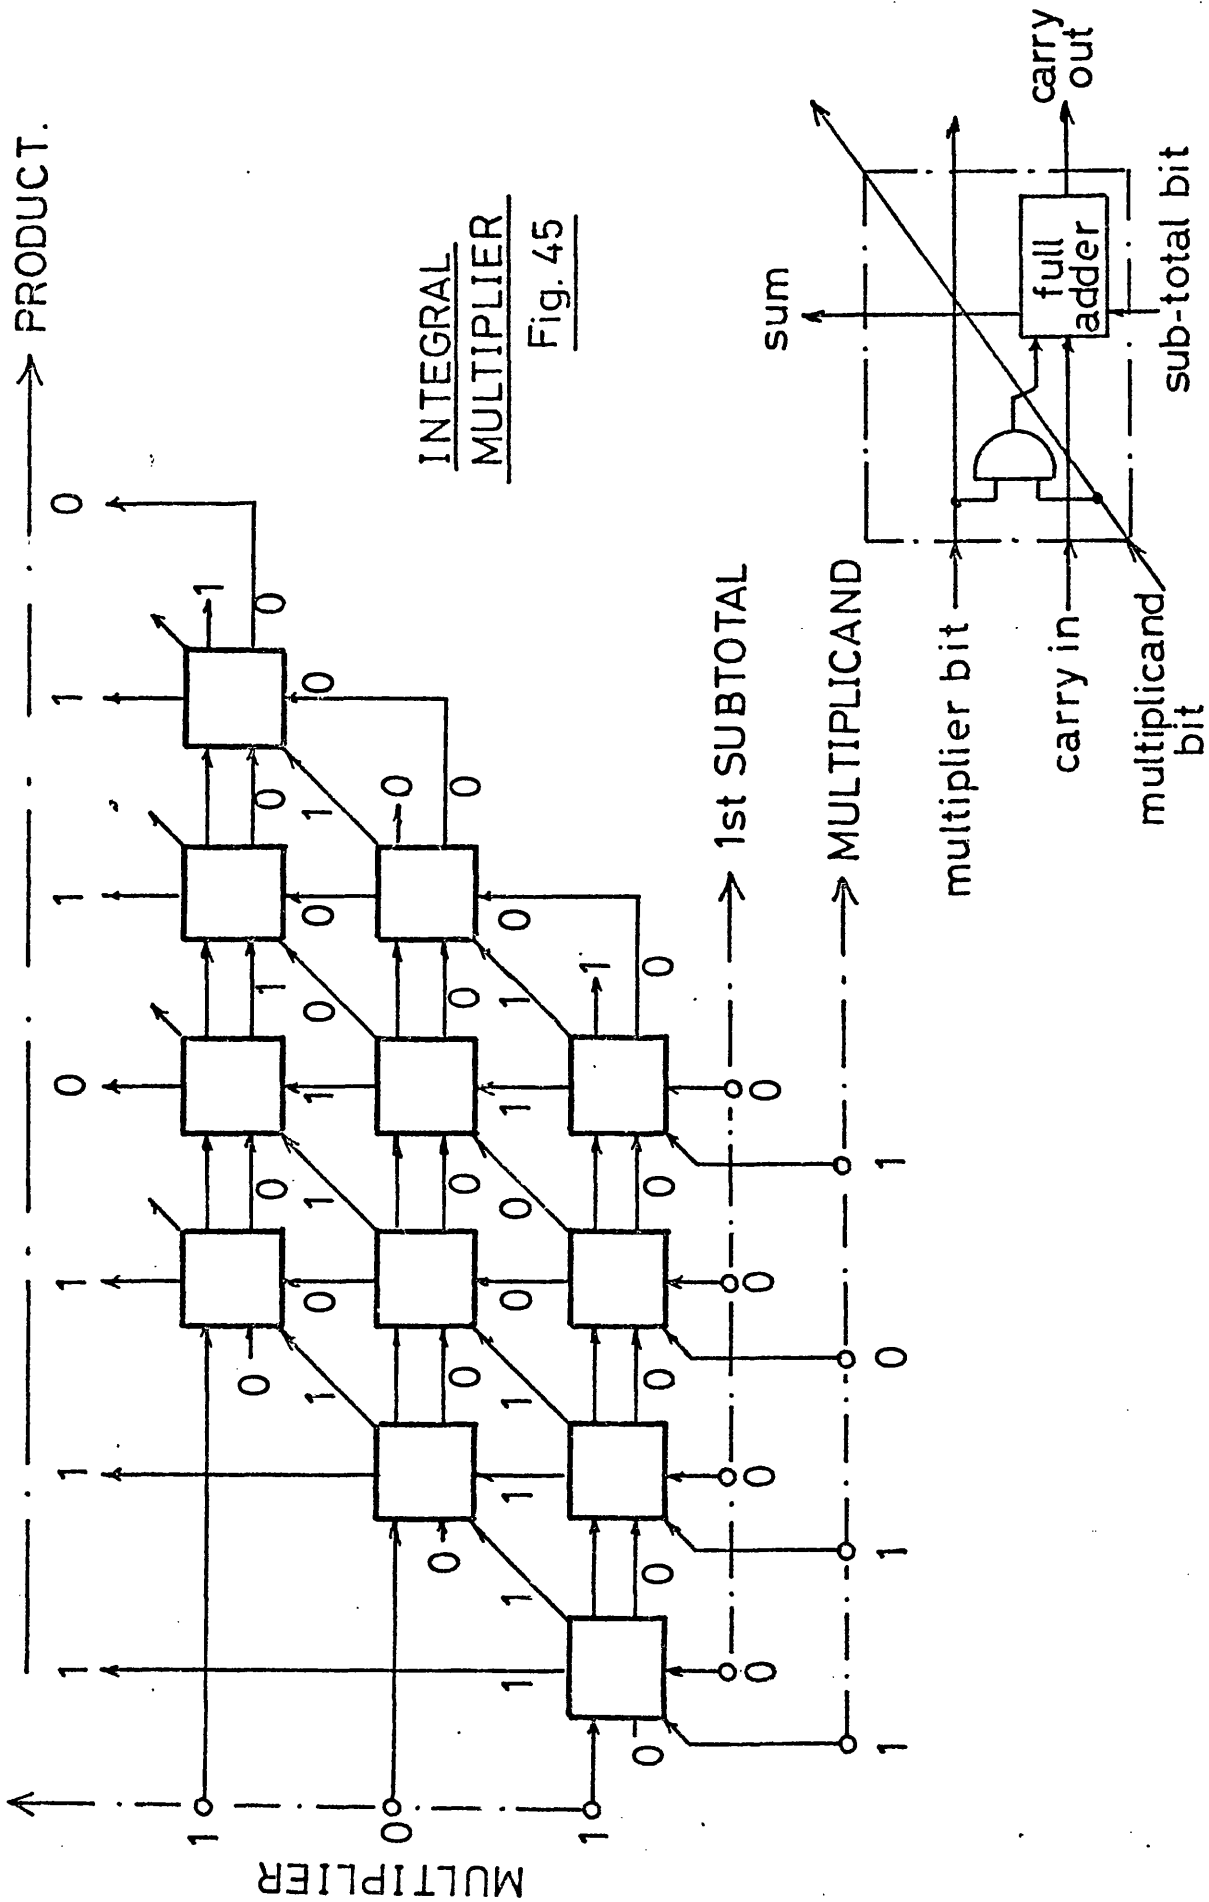 PRODUCT.
1 1 1 0 1 1 0
MULTIPLIER
1 1
0 0 1 0 0
1 0 1 1 0 0 1 0
0 0
0 0 0 0 0
1 1 1 1 0 0 1 1 0
1 1
0 0 0 0 0
0 0 0 0
1st SUBTOTAL
MULTIPLICAND
1 1 0 1
INTEGRAL
MULTIPLIER
Fig. 45
sum
multiplier bit
carry in
multiplicand
bit
full
adder
carry
out
sub-total bit